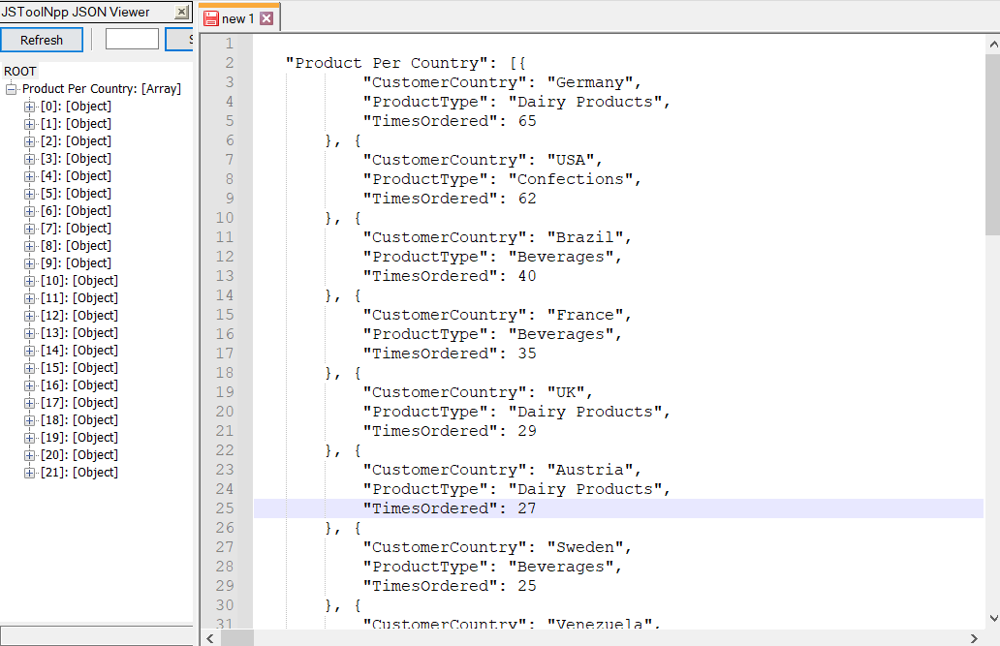 JSToolNpp JSON Viewer
Refresh
S
ROOT
Product Per Country: [Array]
[0]: [Object]
[1]: [Object]
[2]: [Object]
[3]: [Object]
[4]: [Object]
[5]: [Object]
[6]: [Object]
[7]: [Object]
[8]: [Object]
[9]: [Object]
[10]: [Object]
[11]: [Object]
[12]: [Object]
[13]: [Object]
[14]: [Object]
[15]: [Object]
[16]: [Object]
[17]: [Object]
[18]: [Object]
[19]: [Object]
[20]: [Object]
[21]: [Object]
new 1
1
2 "Product Per Country": [{
3 "CustomerCountry": "Germany",
4 "ProductType": "Dairy Products",
5 "TimesOrdered": 65
6 }, {
7 "CustomerCountry": "USA",
8 "ProductType": "Confections",
9 "TimesOrdered": 62
10 }, {
11 "CustomerCountry": "Brazil",
12 "ProductType": "Beverages",
13 "TimesOrdered": 40
14 }, {
15 "CustomerCountry": "France",
16 "ProductType": "Beverages",
17 "TimesOrdered": 35
18 }, {
19 "CustomerCountry": "UK",
20 "ProductType": "Dairy Products",
21 "TimesOrdered": 29
22 }, {
23 "CustomerCountry": "Austria",
24 "ProductType": "Dairy Products",
25 "TimesOrdered": 27
26 }, {
27 "CustomerCountry": "Sweden",
28 "ProductType": "Beverages",
29 "TimesOrdered": 25
30 }, {
31 "CustomerCountry": "Venezuela",